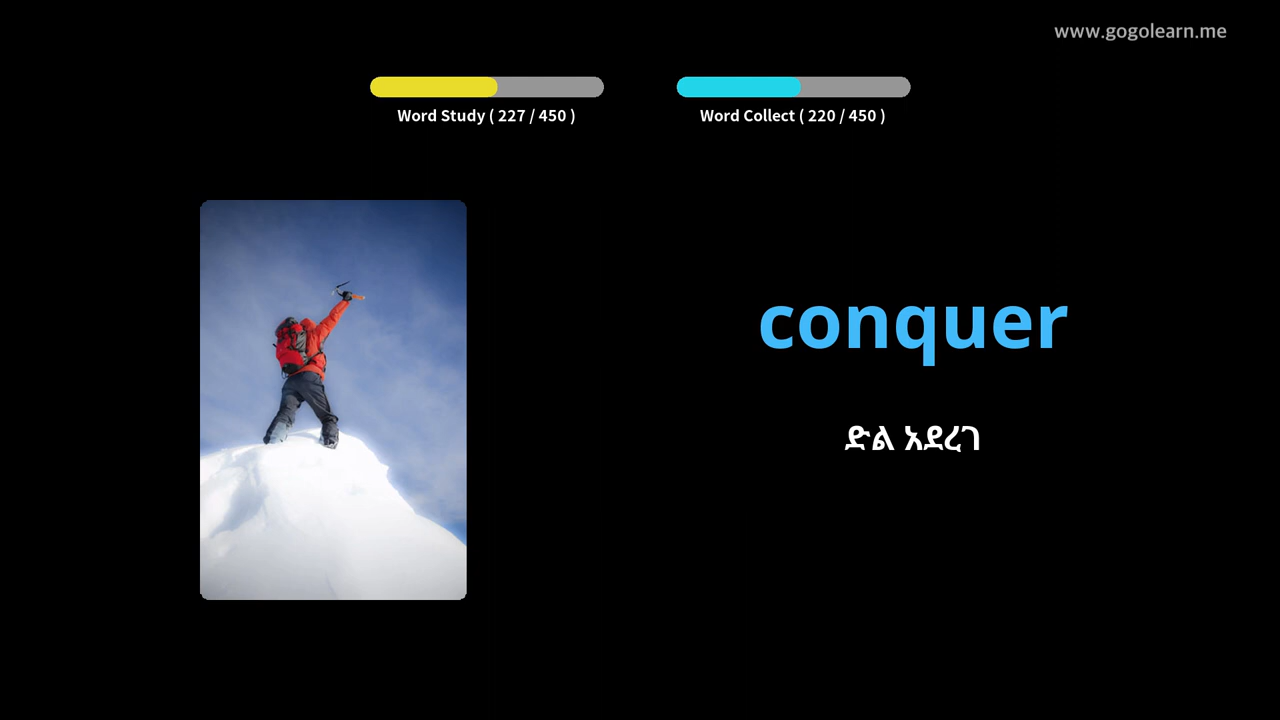 www.gogolearn.me
Word Study ( 227 / 450 )
Word Collect ( 220 / 450 )
conquer
ድል አደረገ